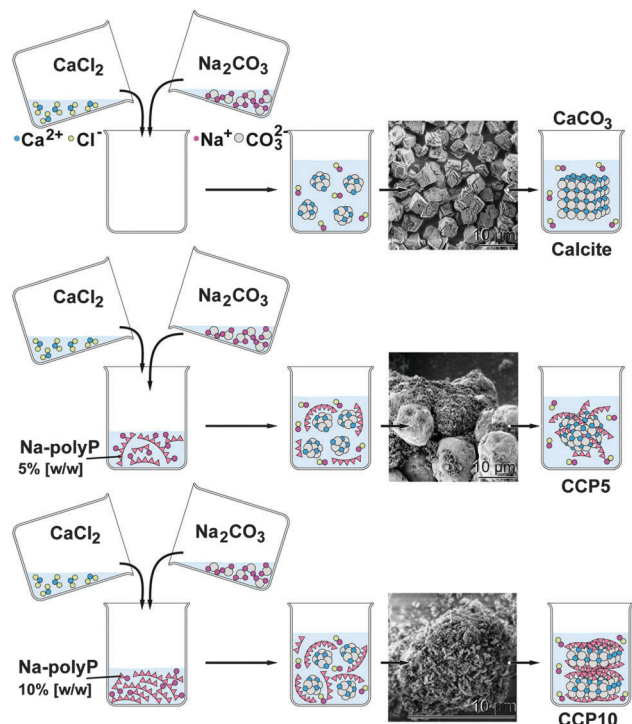 CaCl2
Na2CO3
Ca2+ Cl- Na+ CO32-
CaCO3
10 µm
Calcite
CaCl2
Na2CO3
Na-polyP
5% [w/w]
10 µm
CCP5
CaCl2
Na2CO3
Na-polyP
10% [w/w]
10 µm
CCP10